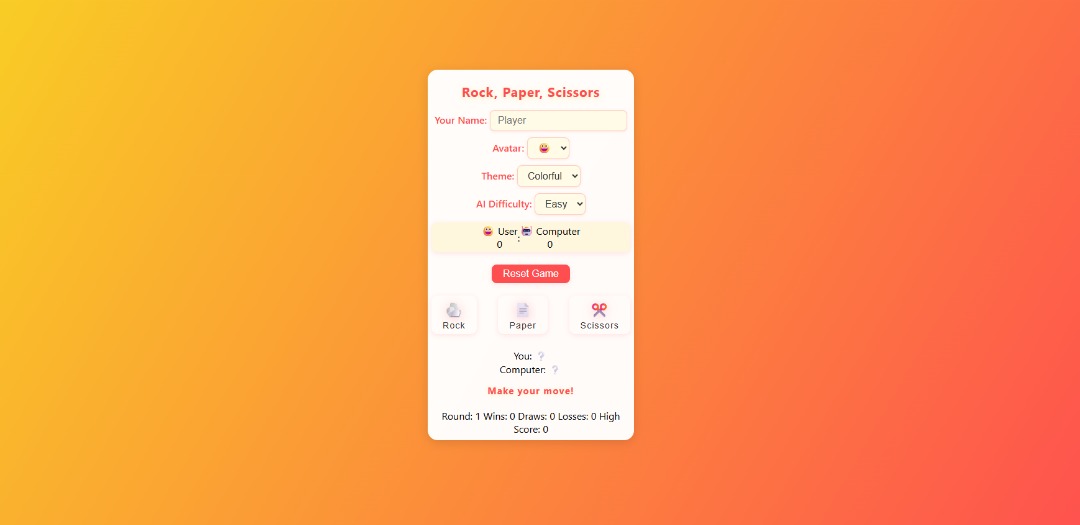 Rock, Paper, Scissors
Your Name: Player
Avatar:
Theme: Colorful
AI Difficulty: Easy
User : Computer
0 0
Reset Game
Rock Paper Scissors
You: ?
Computer: ?
Make your move!
Round: 1 Wins: 0 Draws: 0 Losses: 0 High
Score: 0